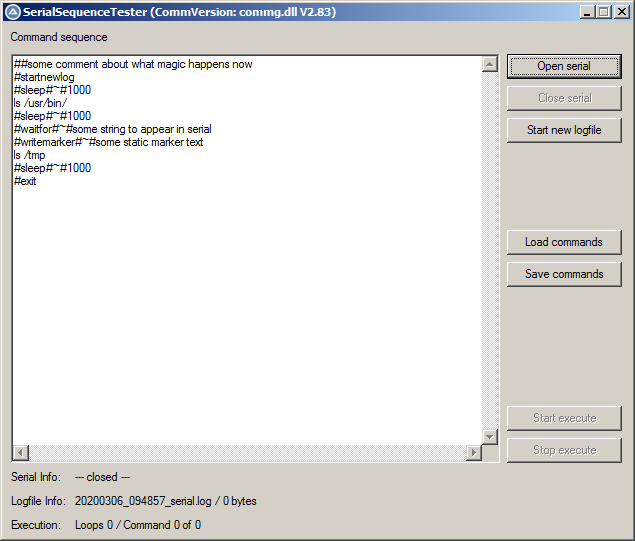 SerialSequenceTester (CommVersion: commg.dll V2.83)
Command sequence
##some comment about what magic happens now
#startnewlog
#sleep#~#1000
ls /usr/bin/
#sleep#~#1000
#waitfor#~#some string to appear in serial
#writemarker#~#some static marker text
ls /tmp
#sleep#~#1000
#exit
Open serial
Close serial
Start new logfile
Load commands
Save commands
Start execute
Stop execute
Serial Info: --- closed ---
Logfile Info: 20200306_094857_serial.log / 0 bytes
Execution: Loops 0 / Command 0 of 0